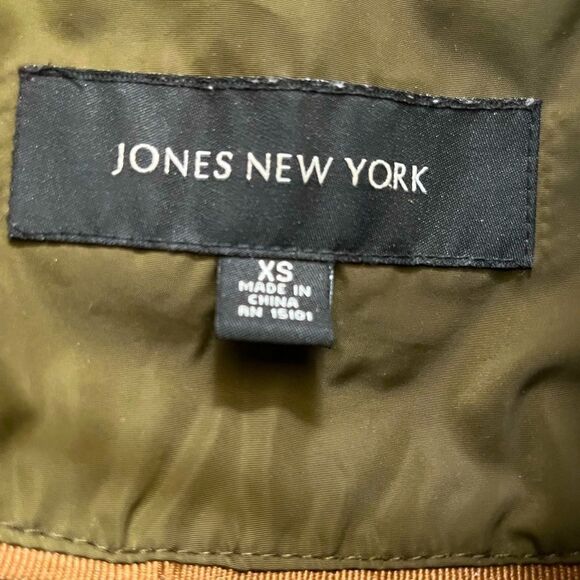 JONES NEW YORK
XS
MADE IN
CHINA
RN 15101